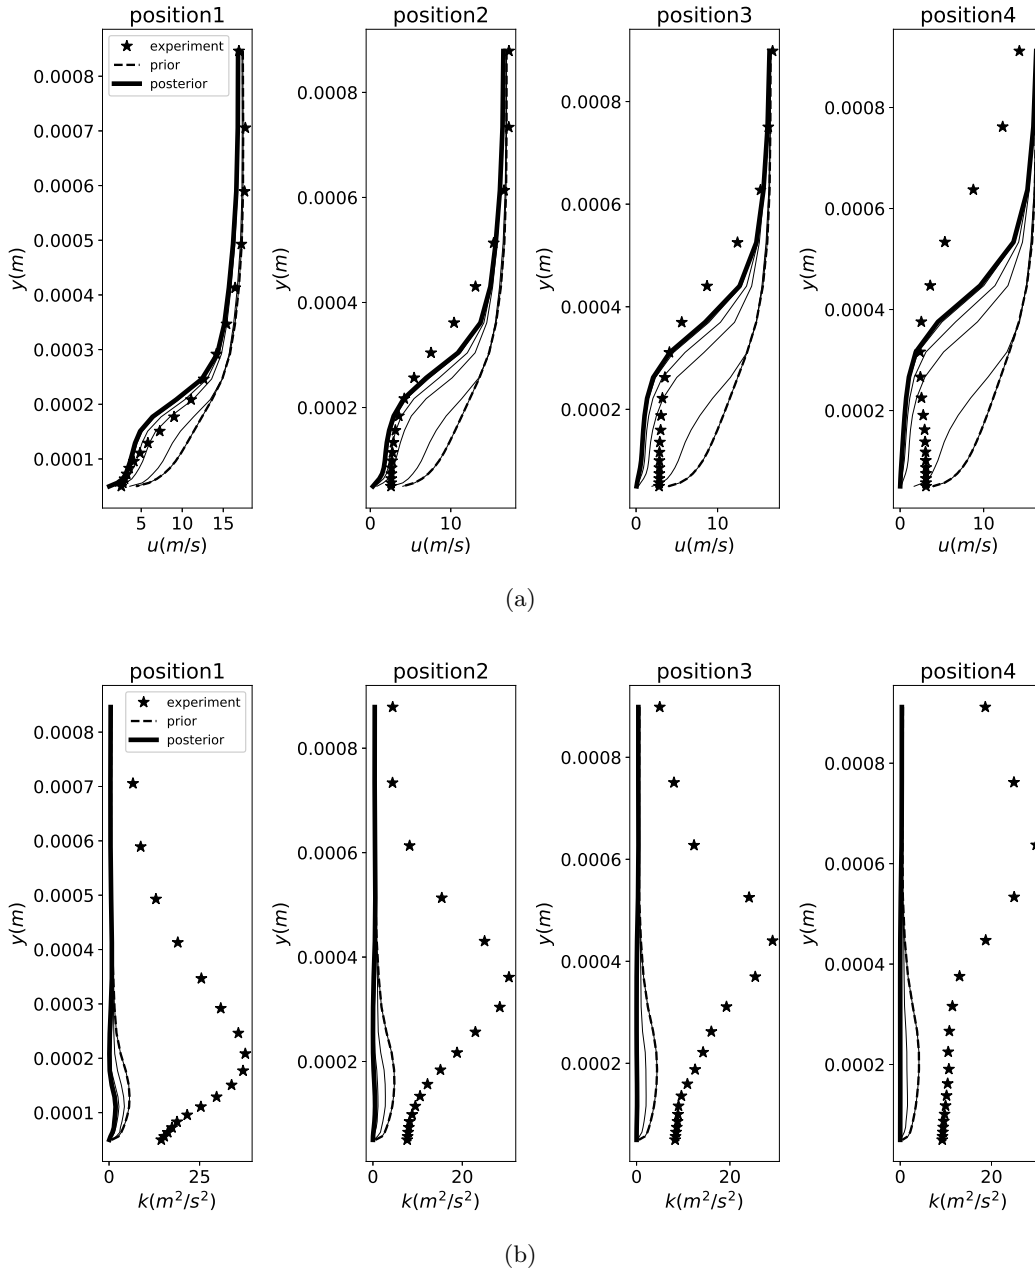 position1 position2 position3 position4
experiment
prior
posterior
0.0008
0.0007
0.0006
0.0005
0.0004
0.0003
0.0002
0.0001
y(m)
5 10 15
u(m/s)
0.0008
0.0006
0.0004
0.0002
y(m)
0 10
u(m/s)
0.0008
0.0006
0.0004
0.0002
y(m)
0 10
u(m/s)
0.0008
0.0006
0.0004
0.0002
y(m)
0 10
u(m/s)
(a)
position1 position2 position3 position4
experiment
prior
posterior
0.0008
0.0007
0.0006
0.0005
0.0004
0.0003
0.0002
0.0001
y(m)
0 25
k(m²/s²)
0.0008
0.0006
0.0004
0.0002
y(m)
0 20
k(m²/s²)
0.0008
0.0006
0.0004
0.0002
y(m)
0 20
k(m²/s²)
0.0008
0.0006
0.0004
0.0002
y(m)
0 20
k(m²/s²)
(b)